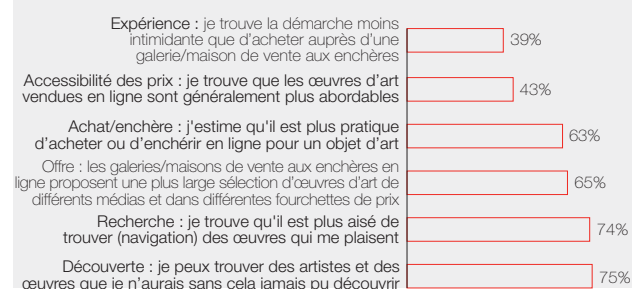 Expérience : je trouve la démarche moins
intimidante que d'acheter auprès d'une
galerie/maison de vente aux enchères
39%
Accessibilité des prix : je trouve que les œuvres d'art
vendues en ligne sont généralement plus abordables
43%
Achat/enchère : j'estime qu'il est plus pratique
d'acheter ou d'enchérir en ligne pour un objet d'art
63%
Offre : les galeries/maisons de vente aux enchères en
ligne proposent une plus large sélection d'œuvres d'art de
différents médias et dans différentes fourchettes de prix
65%
Recherche : je trouve qu'il est plus aisé de
trouver (navigation) des œuvres qui me plaisent
74%
Découverte : je peux trouver des artistes et des
œuvres que je n'aurais sans cela jamais pu découvrir
75%